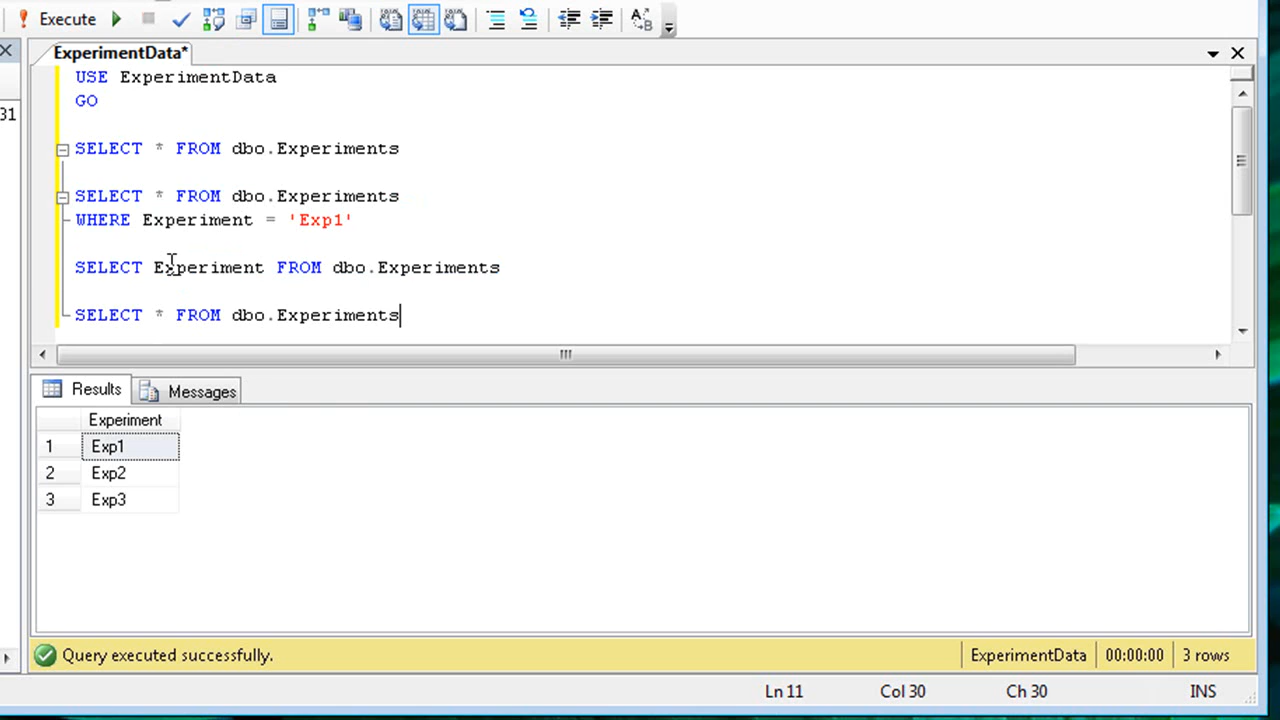 Execute
ExperimentData*
31
USE ExperimentData
GO
SELECT * FROM dbo.Experiments
SELECT * FROM dbo.Experiments
WHERE Experiment = 'Exp1'
SELECT Experiment FROM dbo.Experiments
SELECT * FROM dbo.Experiments
Results Messages
Experiment
1 Exp1
2 Exp2
3 Exp3
Query executed successfully. ExperimentData 00:00:00 3 rows
Ln 11 Col 30 Ch 30 INS